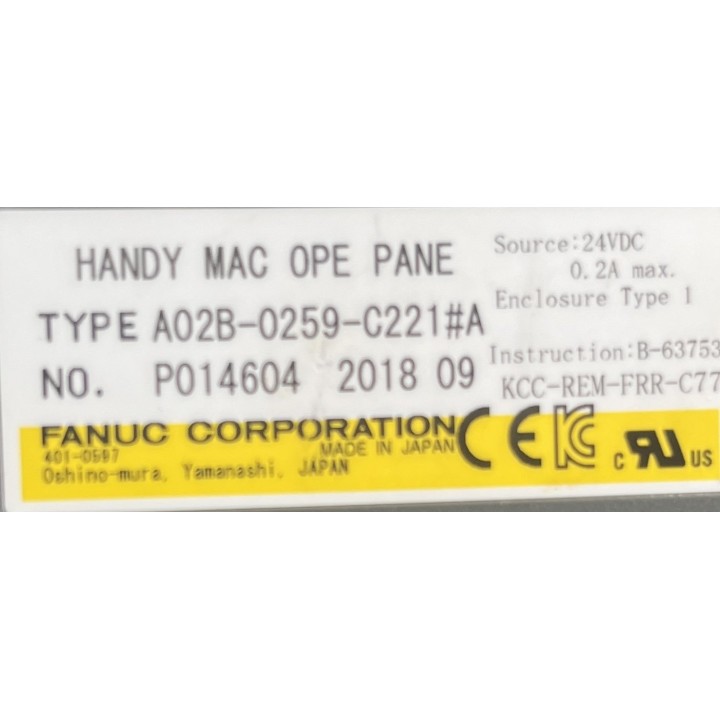 HANDY MAC OPE PANE
Source:24VDC
0.2A max.
Enclosure Type 1
TYPE A02B-0259-C221#A
NO. P014604 2018 09
Instruction:B-63753
KCC-REM-FRR-C77
FANUC CORPORATION
MADE IN JAPAN
401-0597
Oshino-mura, Yamanashi, JAPAN
CE
c RU US